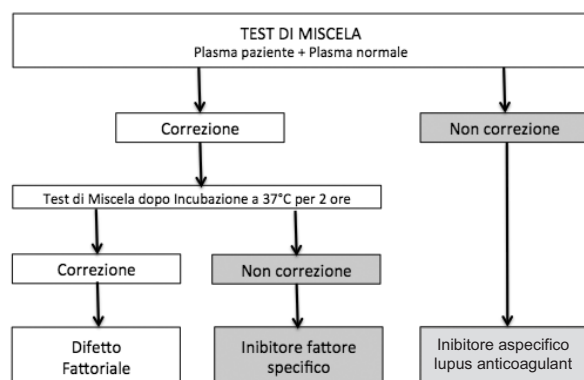 TEST DI MISCELA
Plasma paziente + Plasma normale
Correzione
Non correzione
Test di Miscela dopo Incubazione a 37°C per 2 ore
Correzione
Non correzione
Difetto
Fattoriale
Inibitore fattore
specifico
Inibitore aspecifico
lupus anticoagulant